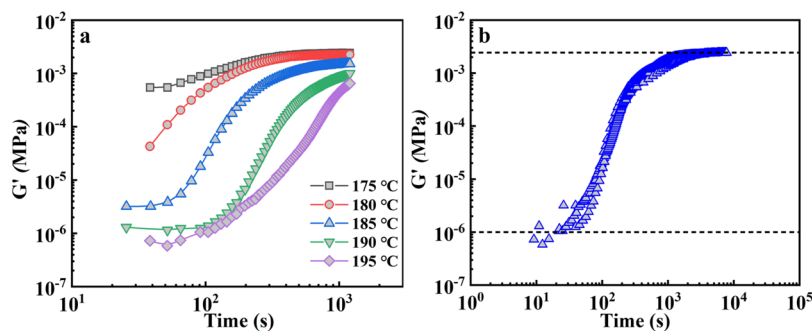 a
10⁻²
10⁻³
10⁻⁴
10⁻⁵
10⁻⁶
10⁻⁷
G' (MPa)
175 ℃
180 ℃
185 ℃
190 ℃
195 ℃
10¹ 10² 10³
Time (s)
b
10⁻²
10⁻³
10⁻⁴
10⁻⁵
10⁻⁶
10⁻⁷
G' (MPa)
10⁰ 10¹ 10² 10³ 10⁴ 10⁵
Time (s)